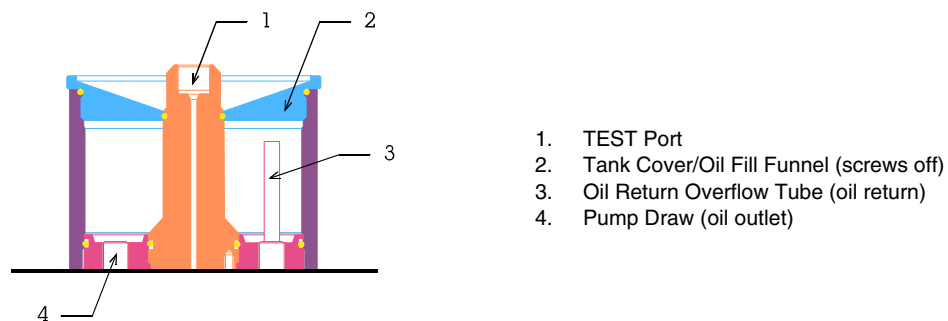 1
2
3
4
1. TEST Port
2. Tank Cover/Oil Fill Funnel (screws off)
3. Oil Return Overflow Tube (oil return)
4. Pump Draw (oil outlet)